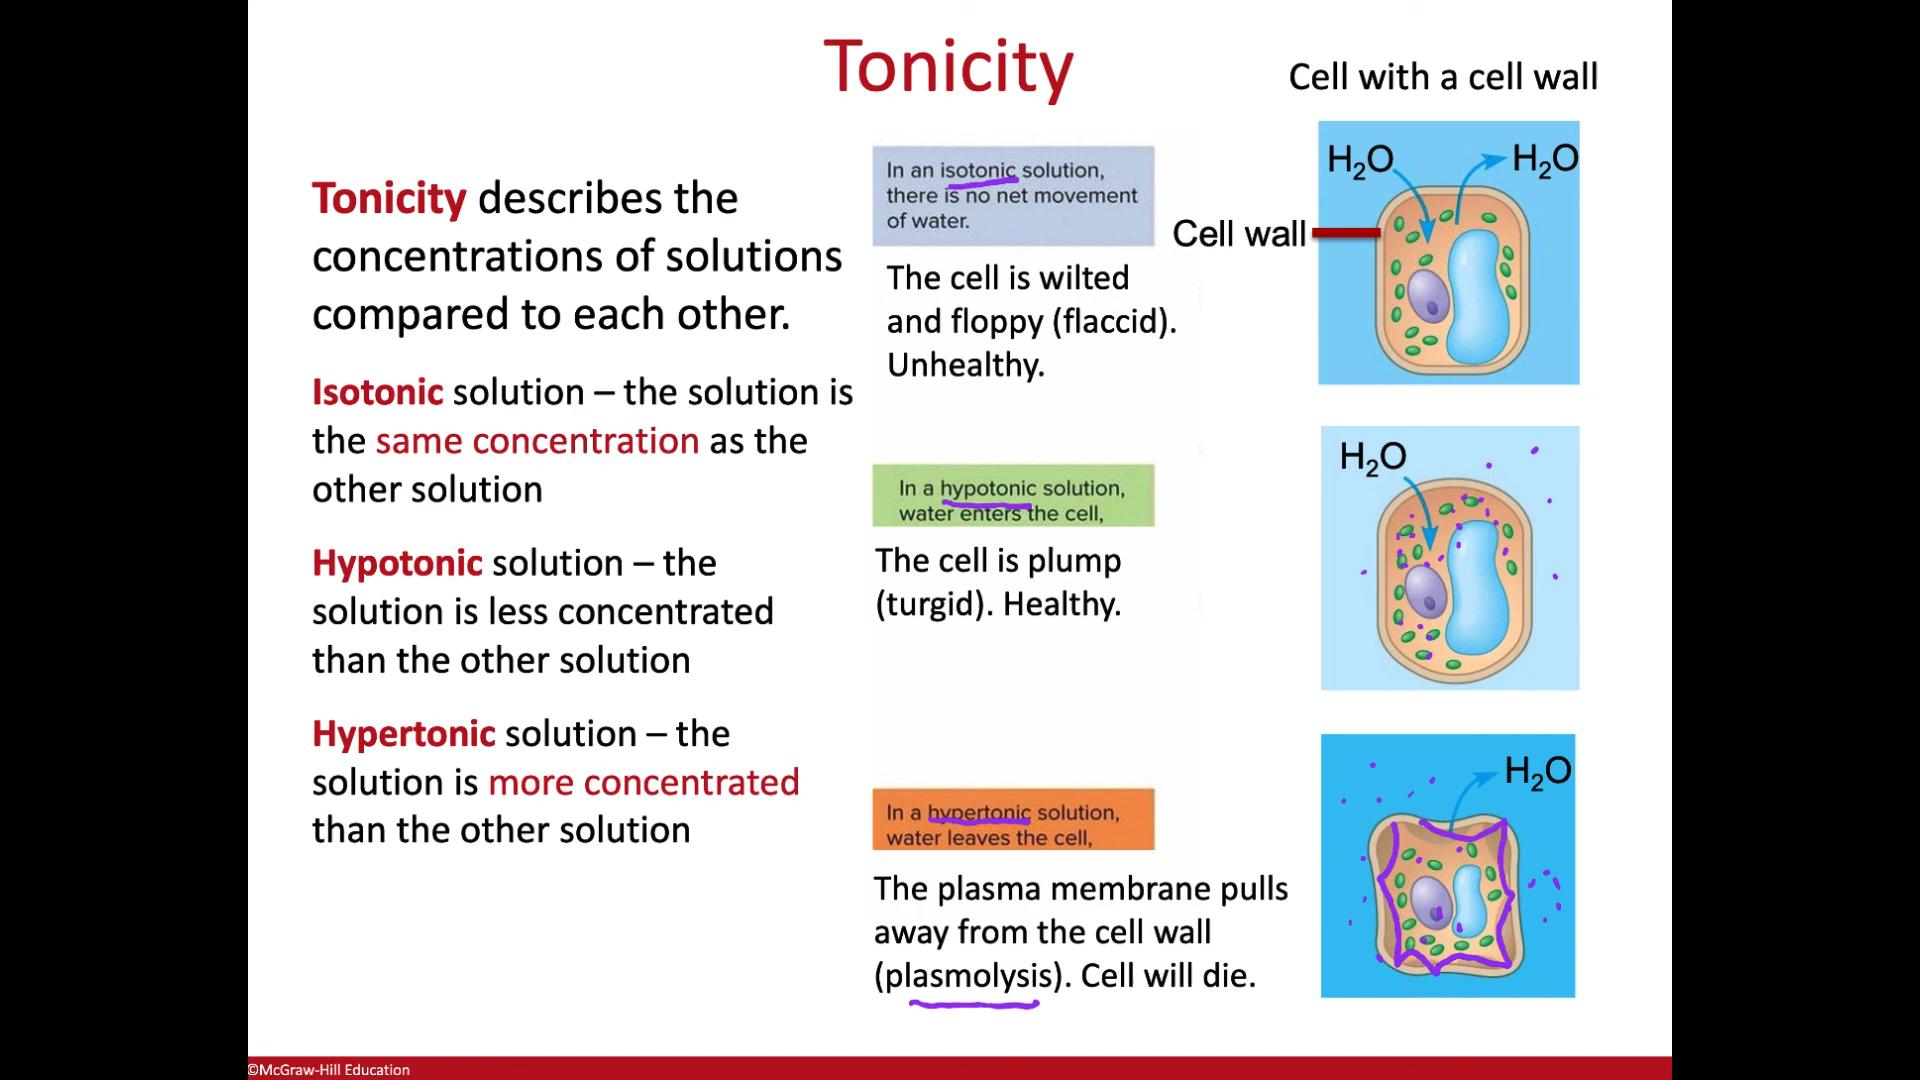 Tonicity
Tonicity describes the
concentrations of solutions
compared to each other.
Isotonic solution – the solution is
the same concentration as the
other solution
Hypotonic solution – the
solution is less concentrated
than the other solution
Hypertonic solution – the
solution is more concentrated
than the other solution
In an isotonic solution,
there is no net movement
of water.
The cell is wilted
and floppy (flaccid).
Unhealthy.
In a hypotonic solution,
water enters the cell,
The cell is plump
(turgid). Healthy.
In a hypertonic solution,
water leaves the cell,
The plasma membrane pulls
away from the cell wall
(plasmolysis). Cell will die.
Cell with a cell wall
H₂O H₂O
Cell wall
H₂O
H₂O
©McGraw-Hill Education